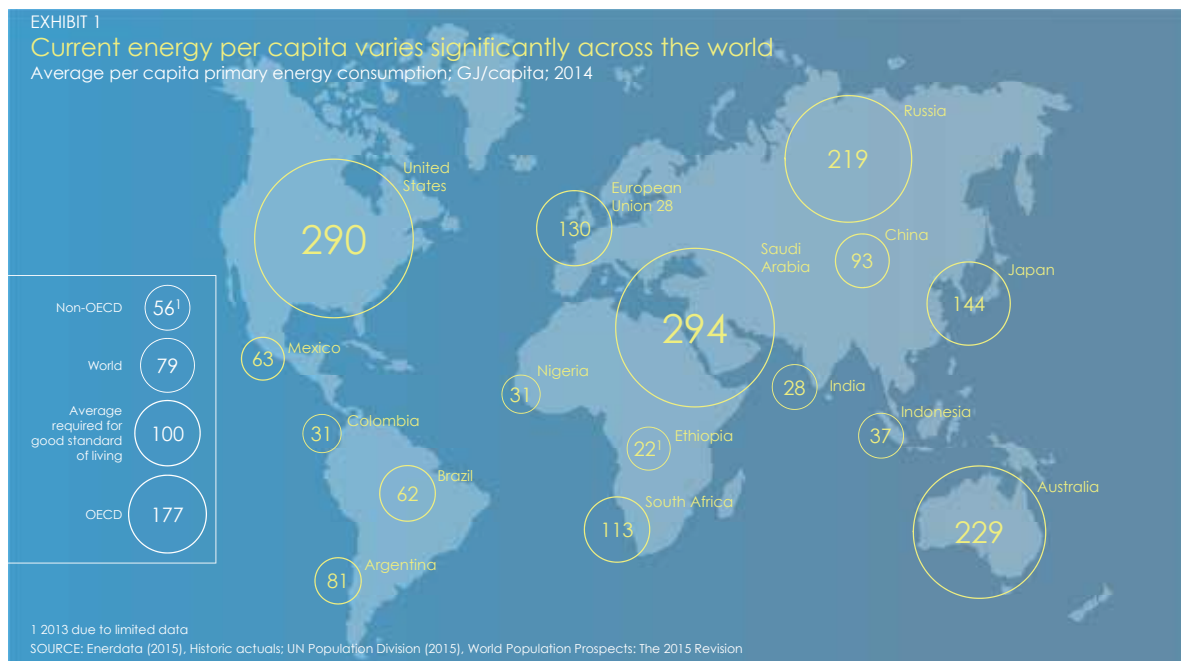 EXHIBIT 1
Current energy per capita varies significantly across the world
Average per capita primary energy consumption; GJ/capita; 2014
Russia
219
United
States
290
European
Union 28
130
China
93
Saudi
Arabia
294
Japan
144
Non-OECD
56¹
World
79
Average
required for
good standard
of living
100
OECD
177
Mexico
63
Nigeria
31
India
28
Colombia
31
Indonesia
37
Ethiopia
22¹
Brazil
62
South Africa
113
Australia
229
Argentina
81
1 2013 due to limited data
SOURCE: Enerdata (2015), Historic actuals; UN Population Division (2015), World Population Prospects: The 2015 Revision